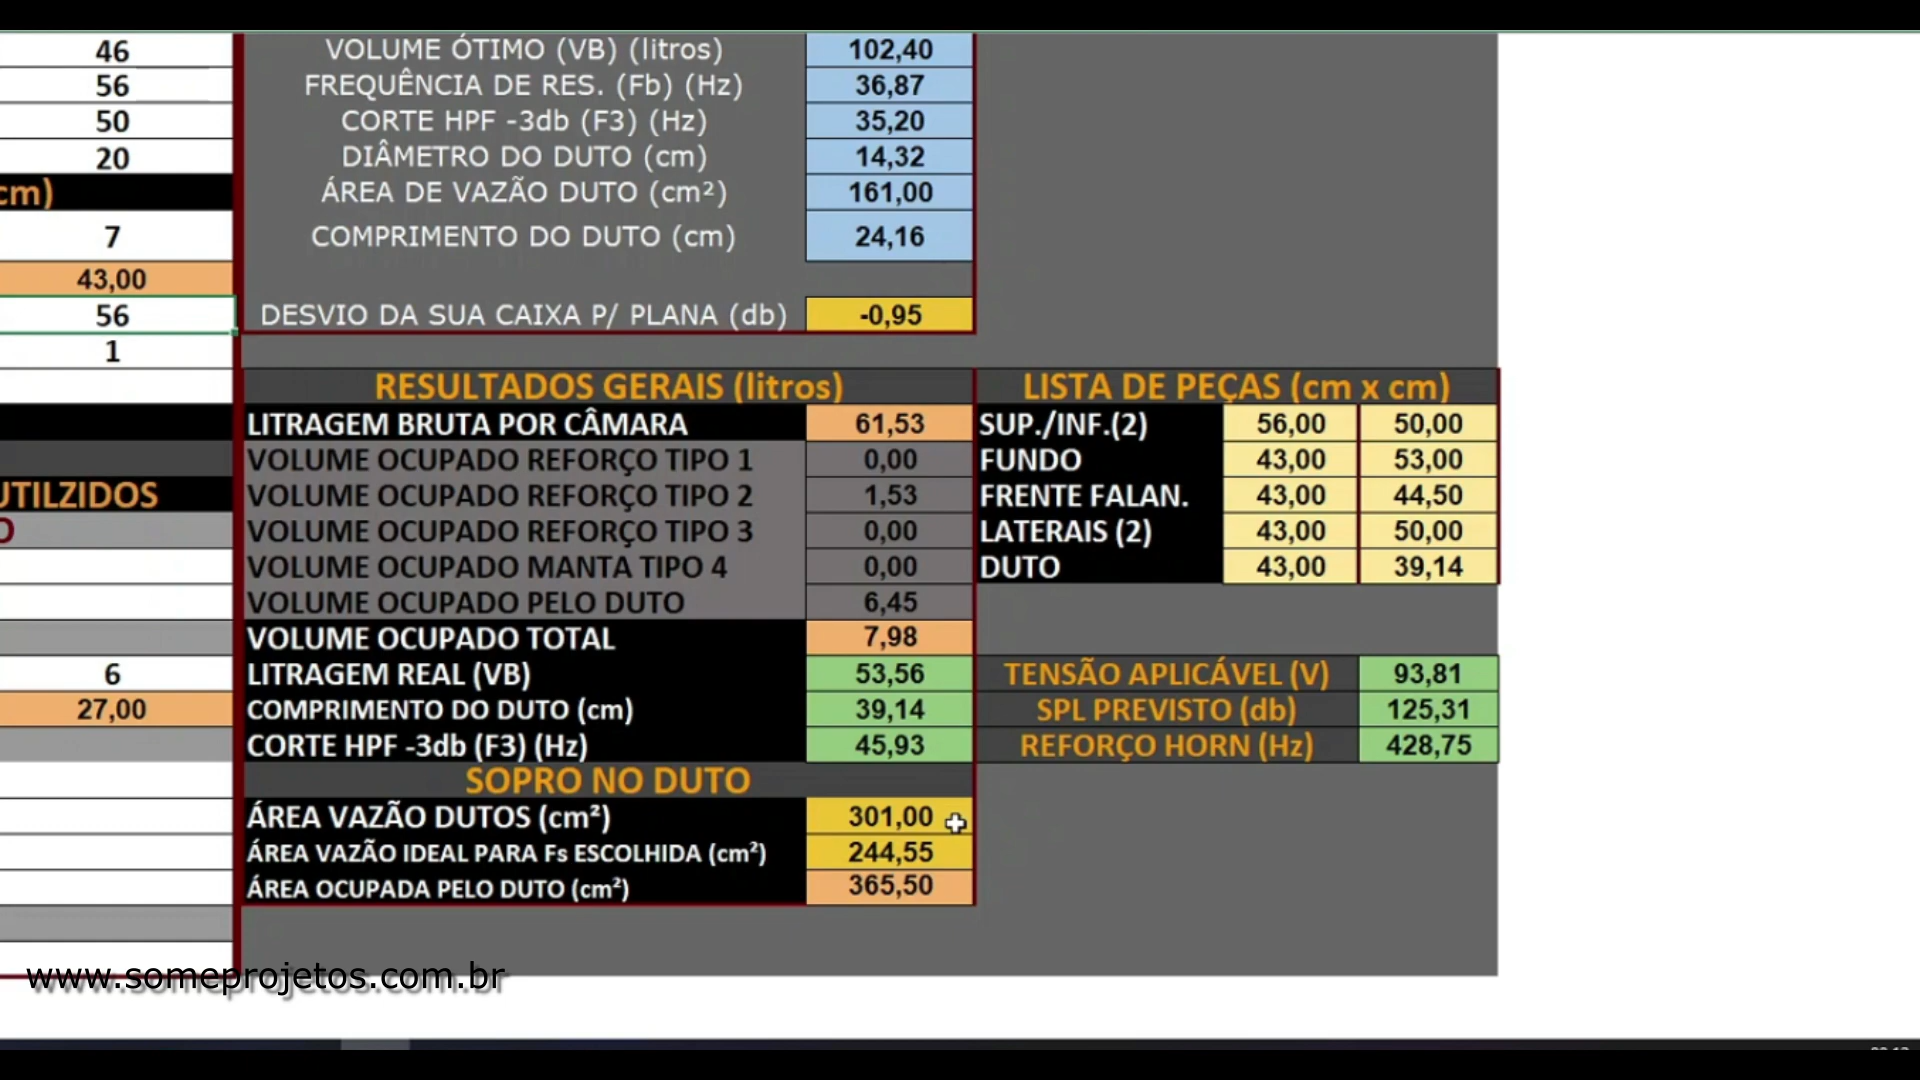 46 VOLUME ÓTIMO (VB) (litros) 102,40
56 FREQUÊNCIA DE RES. (Fb) (Hz) 36,87
50 CORTE HPF -3db (F3) (Hz) 35,20
20 DIÂMETRO DO DUTO (cm) 14,32
cm) ÁREA DE VAZÃO DUTO (cm²) 161,00
7 COMPRIMENTO DO DUTO (cm) 24,16
43,00
56 DESVIO DA SUA CAIXA P/ PLANA (db) -0,95
1
RESULTADOS GERAIS (litros) LISTA DE PEÇAS (cm x cm)
LITRAGEM BRUTA POR CÂMARA 61,53 SUP./INF.(2) 56,00 50,00
VOLUME OCUPADO REFORÇO TIPO 1 0,00 FUNDO 43,00 53,00
UTILZIDOS VOLUME OCUPADO REFORÇO TIPO 2 1,53 FRENTE FALAN. 43,00 44,50
O VOLUME OCUPADO REFORÇO TIPO 3 0,00 LATERAIS (2) 43,00 50,00
VOLUME OCUPADO MANTA TIPO 4 0,00 DUTO 43,00 39,14
VOLUME OCUPADO PELO DUTO 6,45
VOLUME OCUPADO TOTAL 7,98
6 LITRAGEM REAL (VB) 53,56 TENSÃO APLICÁVEL (V) 93,81
27,00 COMPRIMENTO DO DUTO (cm) 39,14 SPL PREVISTO (db) 125,31
CORTE HPF -3db (F3) (Hz) 45,93 REFORÇO HORN (Hz) 428,75
SOPRO NO DUTO
ÁREA VAZÃO DUTOS (cm²) 301,00
ÁREA VAZÃO IDEAL PARA Fs ESCOLHIDA (cm²) 244,55
ÁREA OCUPADA PELO DUTO (cm²) 365,50
www.someprojetos.com.br